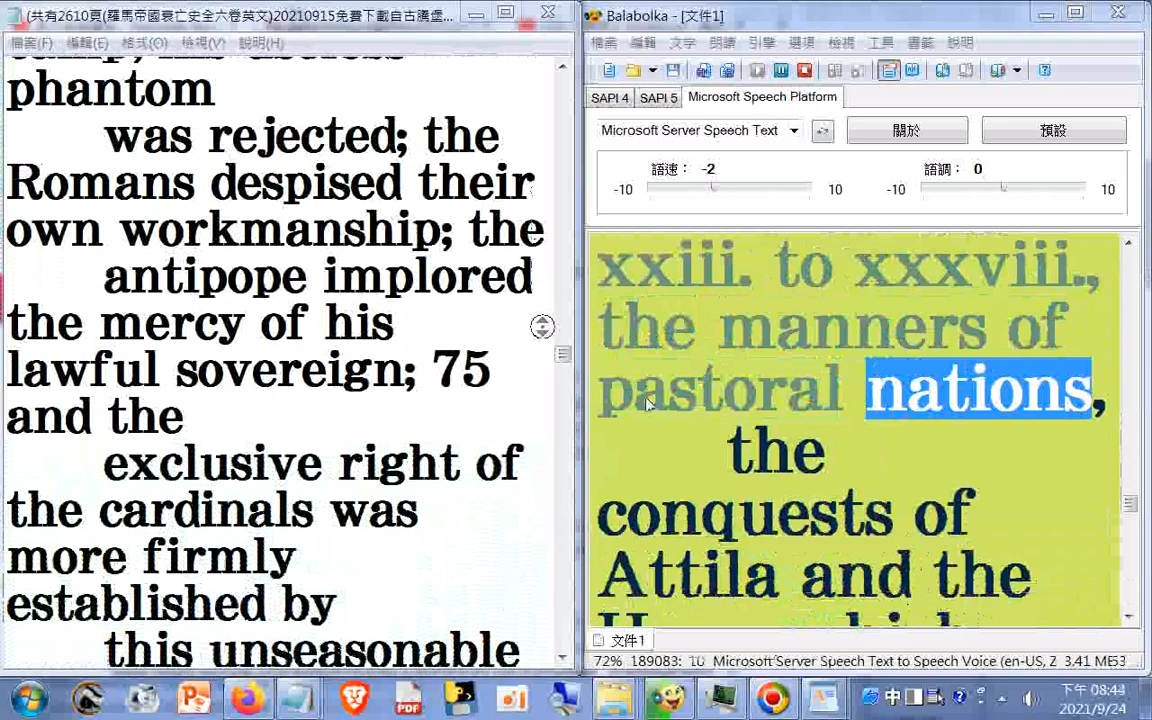 (共有2610頁(羅馬帝國衰亡史全六卷英文)20210915免費下載自古騰堡...
檔案(F) 編輯(E) 格式(O) 檢視(V) 說明(H)
phantom
was rejected; the
Romans despised their
own workmanship; the
antipope implored
the mercy of his
lawful sovereign; 75
and the
exclusive right of
the cardinals was
more firmly
established by
this unseasonable
Balabolka - [文件1]
檔案 編輯 文字 朗讀 引擎 選項 檢視 工具 書籤 說明
SAPI 4 SAPI 5 Microsoft Speech Platform
Microsoft Server Speech Text 關於 預設
語速： -2 語調： 0
-10 10 -10 10
xxiii. to xxxviii.,
the manners of
pastoral nations,
the
conquests of
Attila and the
文件1
72% 189083: 10 Microsoft Server Speech Text to Speech Voice (en-US, Z 3.41 ME53
中
下午 08:44
2021/9/24